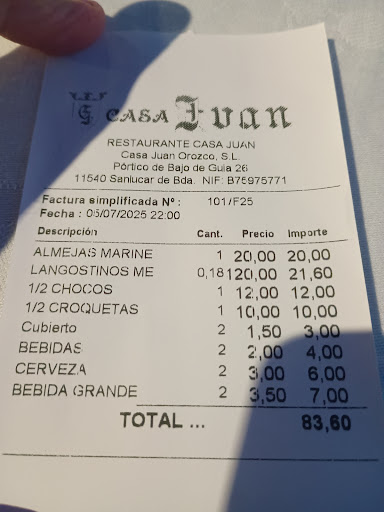 CASA Juan
RESTAURANTE CASA JUAN
Casa Juan Orozco, S.L.
Pórtico de Bajo de Guia 26
11540 Sanlucar de Bda. NIF: B75975771
Factura simplificada Nº : 101/F25
Fecha : 05/07/2025 22:00
Descripción Cant. Precio Importe
ALMEJAS MARINE 1 20,00 20,00
LANGOSTINOS ME 0,18 120,00 21,60
1/2 CHOCOS 1 12,00 12,00
1/2 CROQUETAS 1 10,00 10,00
Cubierto 2 1,50 3,00
BEBIDAS 2 2,00 4,00
CERVEZA 2 3,00 6,00
BEBIDA GRANDE 2 3,50 7,00
TOTAL ... 83,60